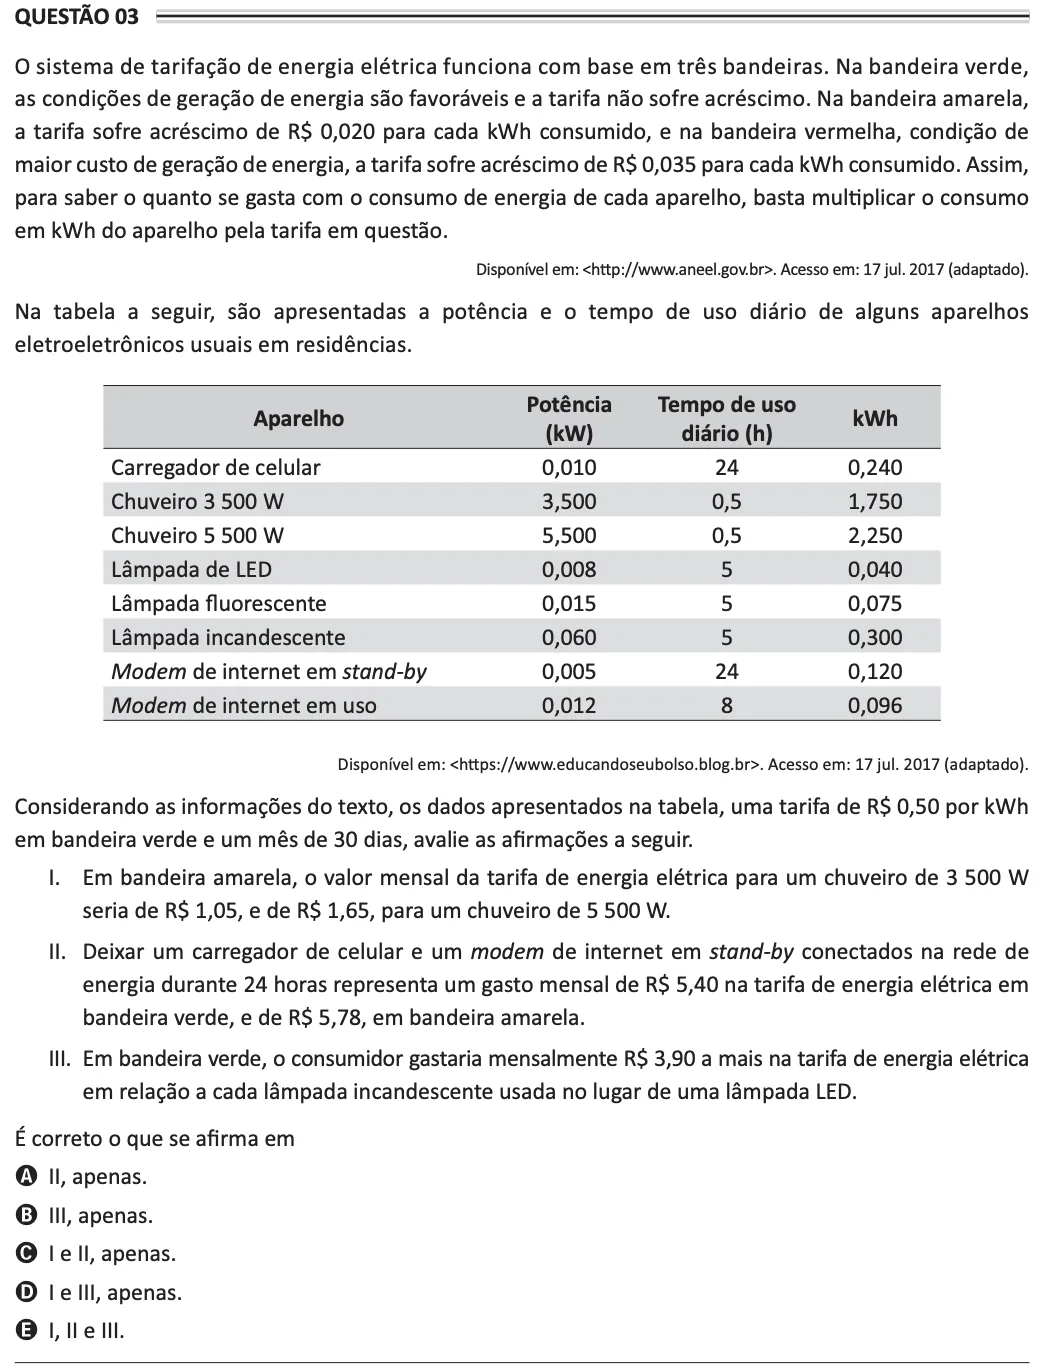 QUESTÃO 03
O sistema de tarifação de energia elétrica funciona com base em três bandeiras. Na bandeira verde,
as condições de geração de energia são favoráveis e a tarifa não sofre acréscimo. Na bandeira amarela,
a tarifa sofre acréscimo de R$ 0,020 para cada kWh consumido, e na bandeira vermelha, condição de
maior custo de geração de energia, a tarifa sofre acréscimo de R$ 0,035 para cada kWh consumido. Assim,
para saber o quanto se gasta com o consumo de energia de cada aparelho, basta multiplicar o consumo
em kWh do aparelho pela tarifa em questão.
Disponível em: <http://www.aneel.gov.br>. Acesso em: 17 jul. 2017 (adaptado).
Na tabela a seguir, são apresentadas a potência e o tempo de uso diário de alguns aparelhos
eletroeletrônicos usuais em residências.
Aparelho Potência (kW) Tempo de uso diário (h) kWh
Carregador de celular 0,010 24 0,240
Chuveiro 3 500 W 3,500 0,5 1,750
Chuveiro 5 500 W 5,500 0,5 2,250
Lâmpada de LED 0,008 5 0,040
Lâmpada fluorescente 0,015 5 0,075
Lâmpada incandescente 0,060 5 0,300
Modem de internet em stand-by 0,005 24 0,120
Modem de internet em uso 0,012 8 0,096
Disponível em: <https://www.educandoseubolso.blog.br>. Acesso em: 17 jul. 2017 (adaptado).
Considerando as informações do texto, os dados apresentados na tabela, uma tarifa de R$ 0,50 por kWh
em bandeira verde e um mês de 30 dias, avalie as afirmações a seguir.
I. Em bandeira amarela, o valor mensal da tarifa de energia elétrica para um chuveiro de 3 500 W
seria de R$ 1,05, e de R$ 1,65, para um chuveiro de 5 500 W.
II. Deixar um carregador de celular e um modem de internet em stand-by conectados na rede de
energia durante 24 horas representa um gasto mensal de R$ 5,40 na tarifa de energia elétrica em
bandeira verde, e de R$ 5,78, em bandeira amarela.
III. Em bandeira verde, o consumidor gastaria mensalmente R$ 3,90 a mais na tarifa de energia elétrica
em relação a cada lâmpada incandescente usada no lugar de uma lâmpada LED.
É correto o que se afirma em
A II, apenas.
B III, apenas.
C I e II, apenas.
D I e III, apenas.
E I, II e III.